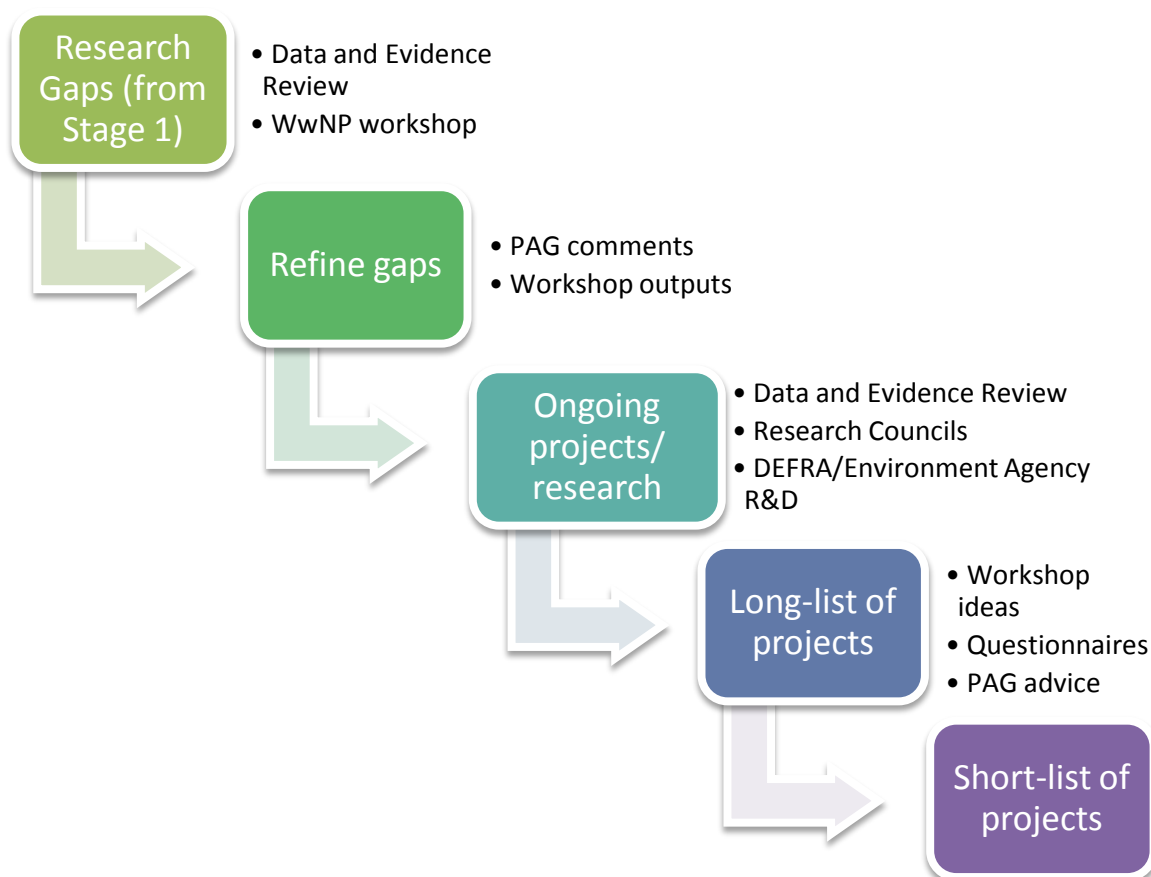 Research
Gaps (from
Stage 1)
• Data and Evidence
Review
• WwNP workshop
Refine gaps
• PAG comments
• Workshop outputs
Ongoing
projects/
research
• Data and Evidence Review
• Research Councils
• DEFRA/Environment Agency
R&D
Long-list of
projects
• Workshop
ideas
• Questionnaires
• PAG advice
Short-list of
projects